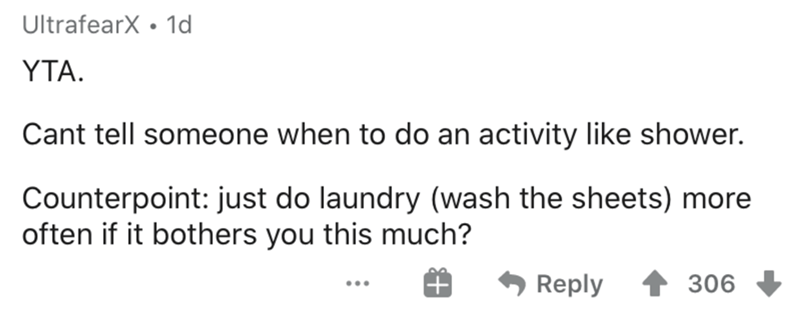 UltrafearX • 1d
YTA.
Cant tell someone when to do an activity like shower.
Counterpoint: just do laundry (wash the sheets) more
often if it bothers you this much?
... Reply 306